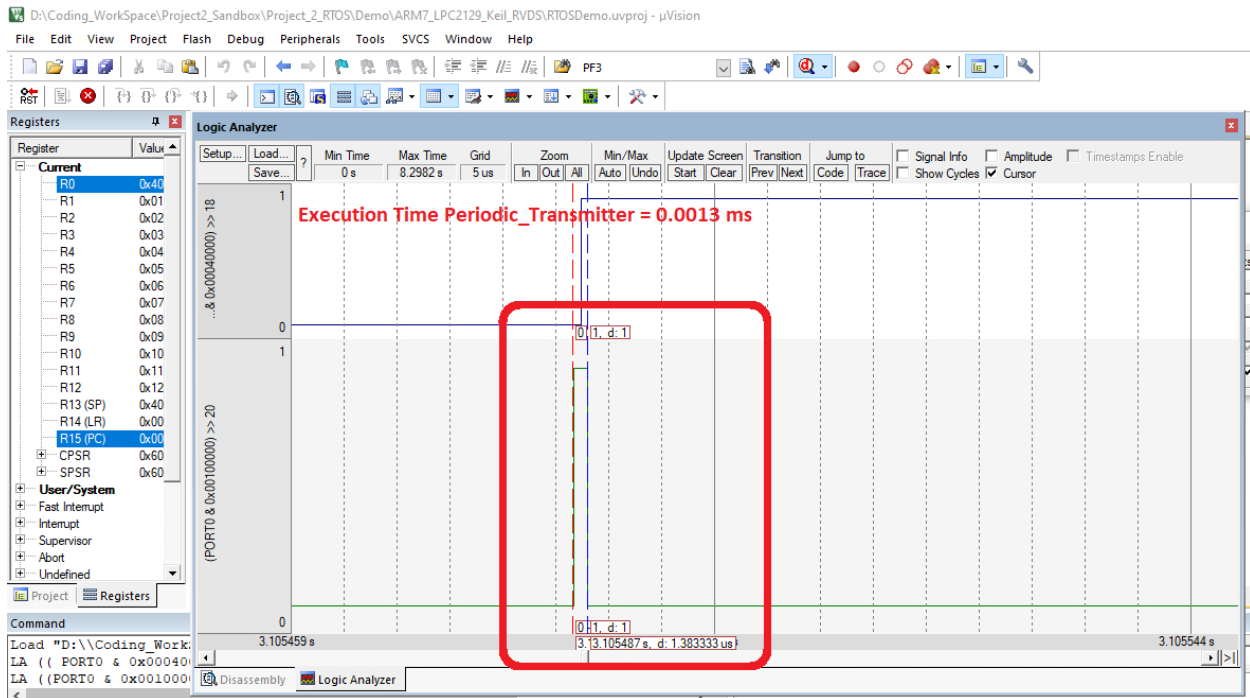 D:\Coding_WorkSpace\Project2_Sandbox\Project_2_RTOS\Demo\ARM7_LPC2129_Keil_RVDS\RTOSDemo.uvproj - µVision
File Edit View Project Flash Debug Peripherals Tools SVCS Window Help
PF3
RST
Registers
Register Value
Current
R0 0x40
R1 0x01
R2 0x02
R3 0x03
R4 0x04
R5 0x05
R6 0x06
R7 0x07
R8 0x08
R9 0x09
R10 0x10
R11 0x11
R12 0x12
R13 (SP) 0x40
R14 (LR) 0x00
R15 (PC) 0x00
CPSR 0x60
SPSR 0x60
User/System
Fast Interrupt
Interrupt
Supervisor
Abort
Undefined
Project Registers
Command
Load "D:\\Coding_Work
LA (( PORT0 & 0x00040
LA ((PORT0 & 0x001000
Logic Analyzer
Setup... Load... ? Min Time Max Time Grid Zoom Min/Max Update Screen Transition Jump to Signal Info Amplitude Timestamps Enable
Save... 0 s 8.2982 s 5 us In Out All Auto Undo Start Clear Prev Next Code Trace Show Cycles Cursor
...& 0x00040000) >> 18
1
Execution Time Periodic_Transmitter = 0.0013 ms
0
0 1, d: 1
(PORT0 & 0x00100000) >> 20
1
0
0 -1, d: 1
3.105459 s 3.1 3.105487 s, d: 1.383333 us 3.105544 s
Disassembly Logic Analyzer